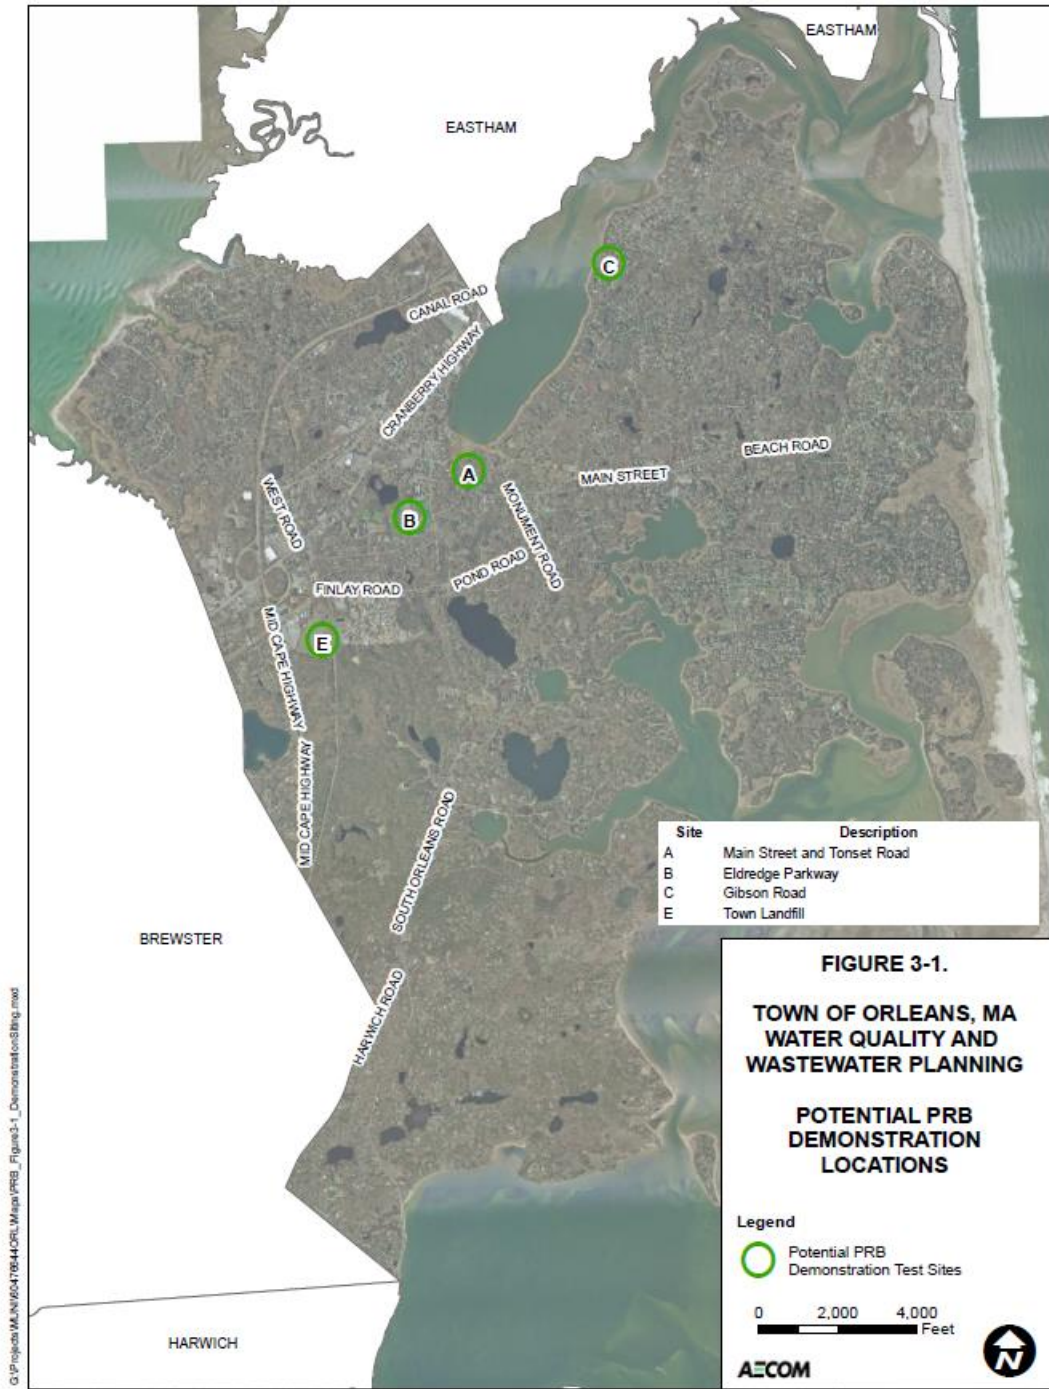 EASTHAM
EASTHAM
C
CANAL ROAD
CRANBERRY HIGHWAY
BEACH ROAD
MAIN STREET
A
WEST ROAD
MONUMENT ROAD
B
POND ROAD
FINLAY ROAD
E
MID CAPE HIGHWAY
MID CAPE HIGHWAY
SOUTH ORLEANS ROAD
HARWICH ROAD
BREWSTER
HARWICH
Site Description
A Main Street and Tonset Road
B Eldredge Parkway
C Gibson Road
E Town Landfill
FIGURE 3-1.
TOWN OF ORLEANS, MA
WATER QUALITY AND
WASTEWATER PLANNING
POTENTIAL PRB
DEMONSTRATION
LOCATIONS
Legend
Potential PRB
Demonstration Test Sites
0 2,000 4,000
Feet
AECOM
N